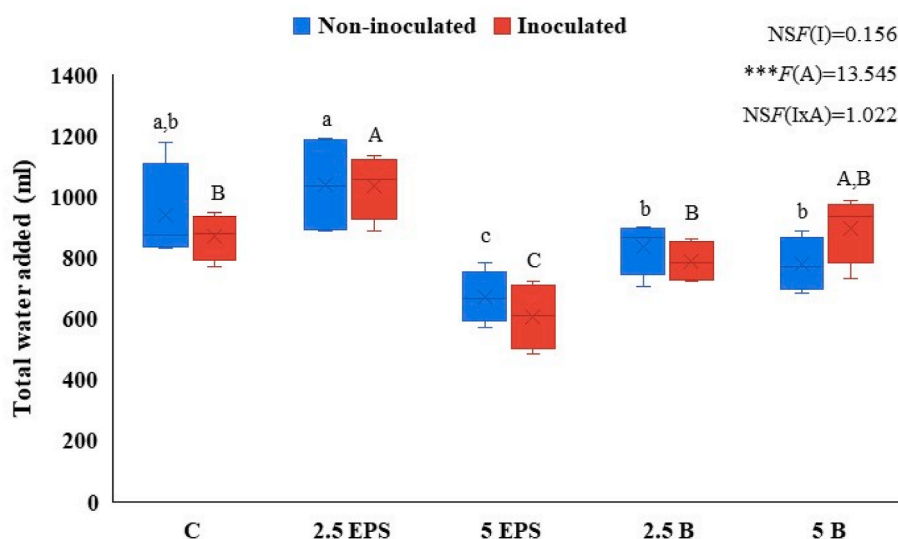 Non-inoculated Inoculated
NSF(I)=0.156
***F(A)=13.545
NSF(IxA)=1.022
Total water added (ml)
1400
1200
1000
800
600
400
200
0
a,b
B
a
A
c
C
b
B
b
A,B
C 2.5 EPS 5 EPS 2.5 B 5 B